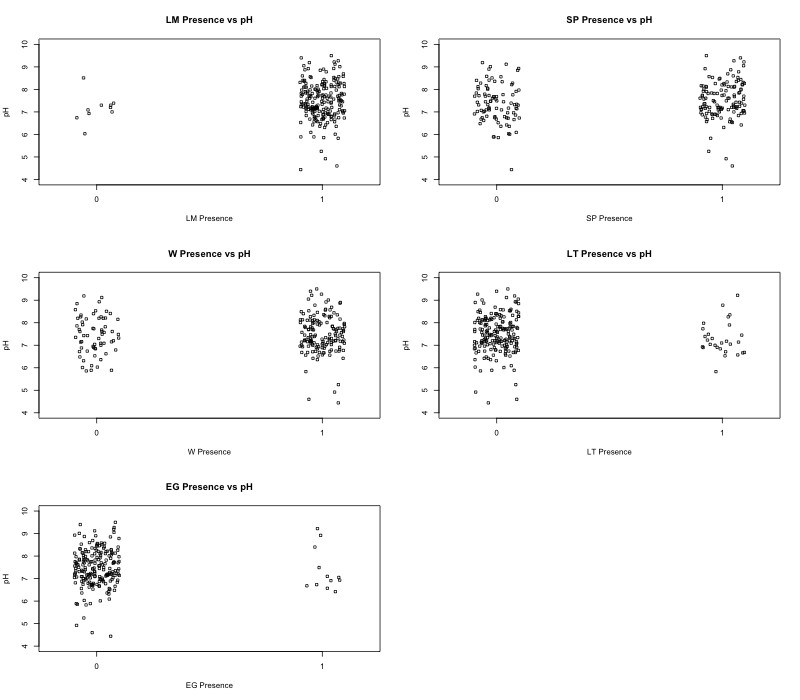 LM Presence vs pH
pH
4 5 6 7 8 9 10
0 1
LM Presence
SP Presence vs pH
pH
4 5 6 7 8 9 10
0 1
SP Presence
W Presence vs pH
pH
4 5 6 7 8 9 10
0 1
W Presence
LT Presence vs pH
pH
4 5 6 7 8 9 10
0 1
LT Presence
EG Presence vs pH
pH
4 5 6 7 8 9 10
0 1
EG Presence